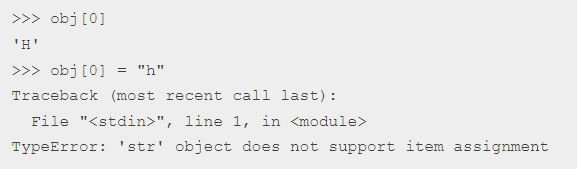 >>> obj[0]
'H'
>>> obj[0] = "h"
Traceback (most recent call last):
  File "<stdin>", line 1, in <module>
TypeError: 'str' object does not support item assignment